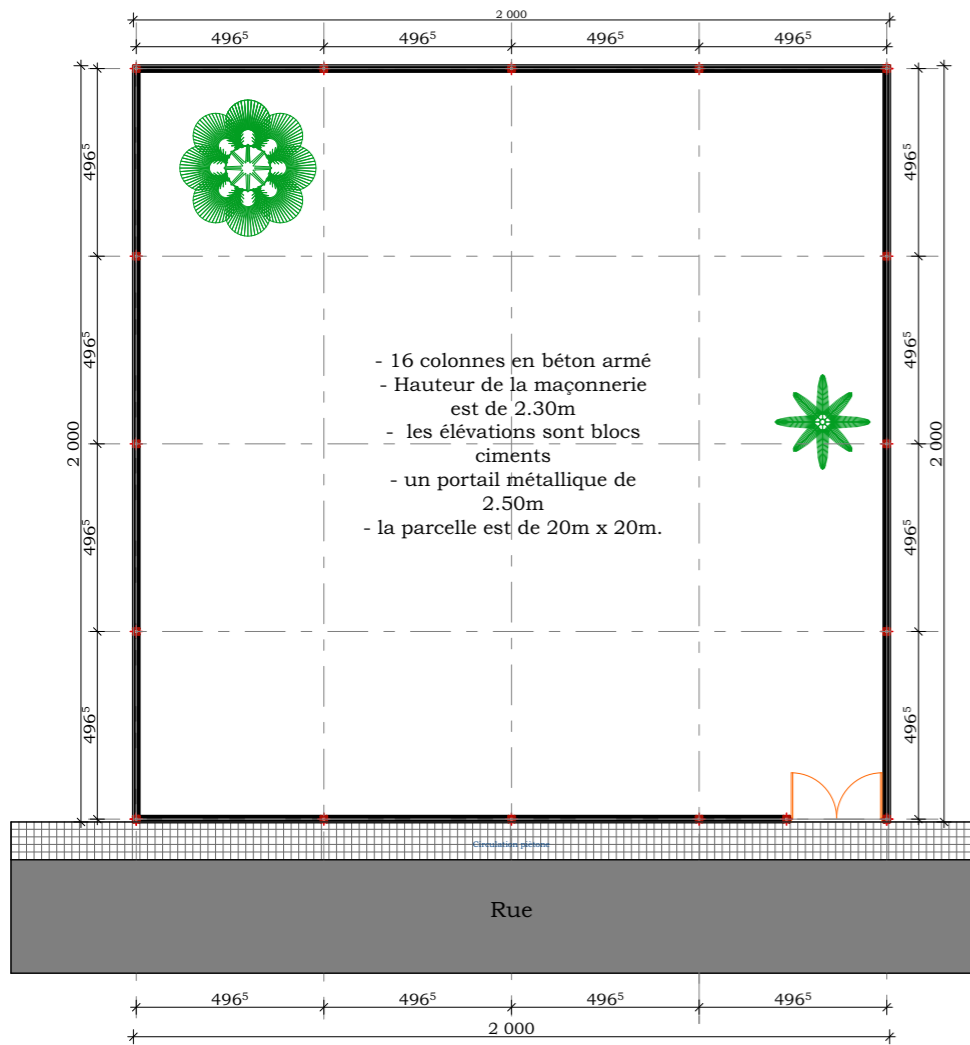 2 000
496⁵ 496⁵ 496⁵ 496⁵
496⁵ 496⁵
496⁵ 496⁵
- 16 colonnes en béton armé
- Hauteur de la maçonnerie
est de 2.30m
- les élévations sont blocs
ciments
- un portail métallique de
2.50m
- la parcelle est de 20m x 20m.
2 000 2 000
496⁵ 496⁵
496⁵ 496⁵
Circulation piétone
Rue
496⁵ 496⁵ 496⁵ 496⁵
2 000